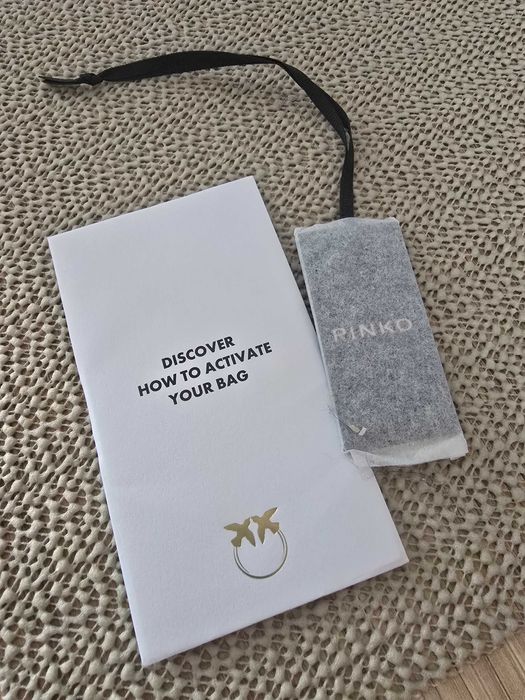 DISCOVER
HOW TO ACTIVATE
YOUR BAG
PINKO